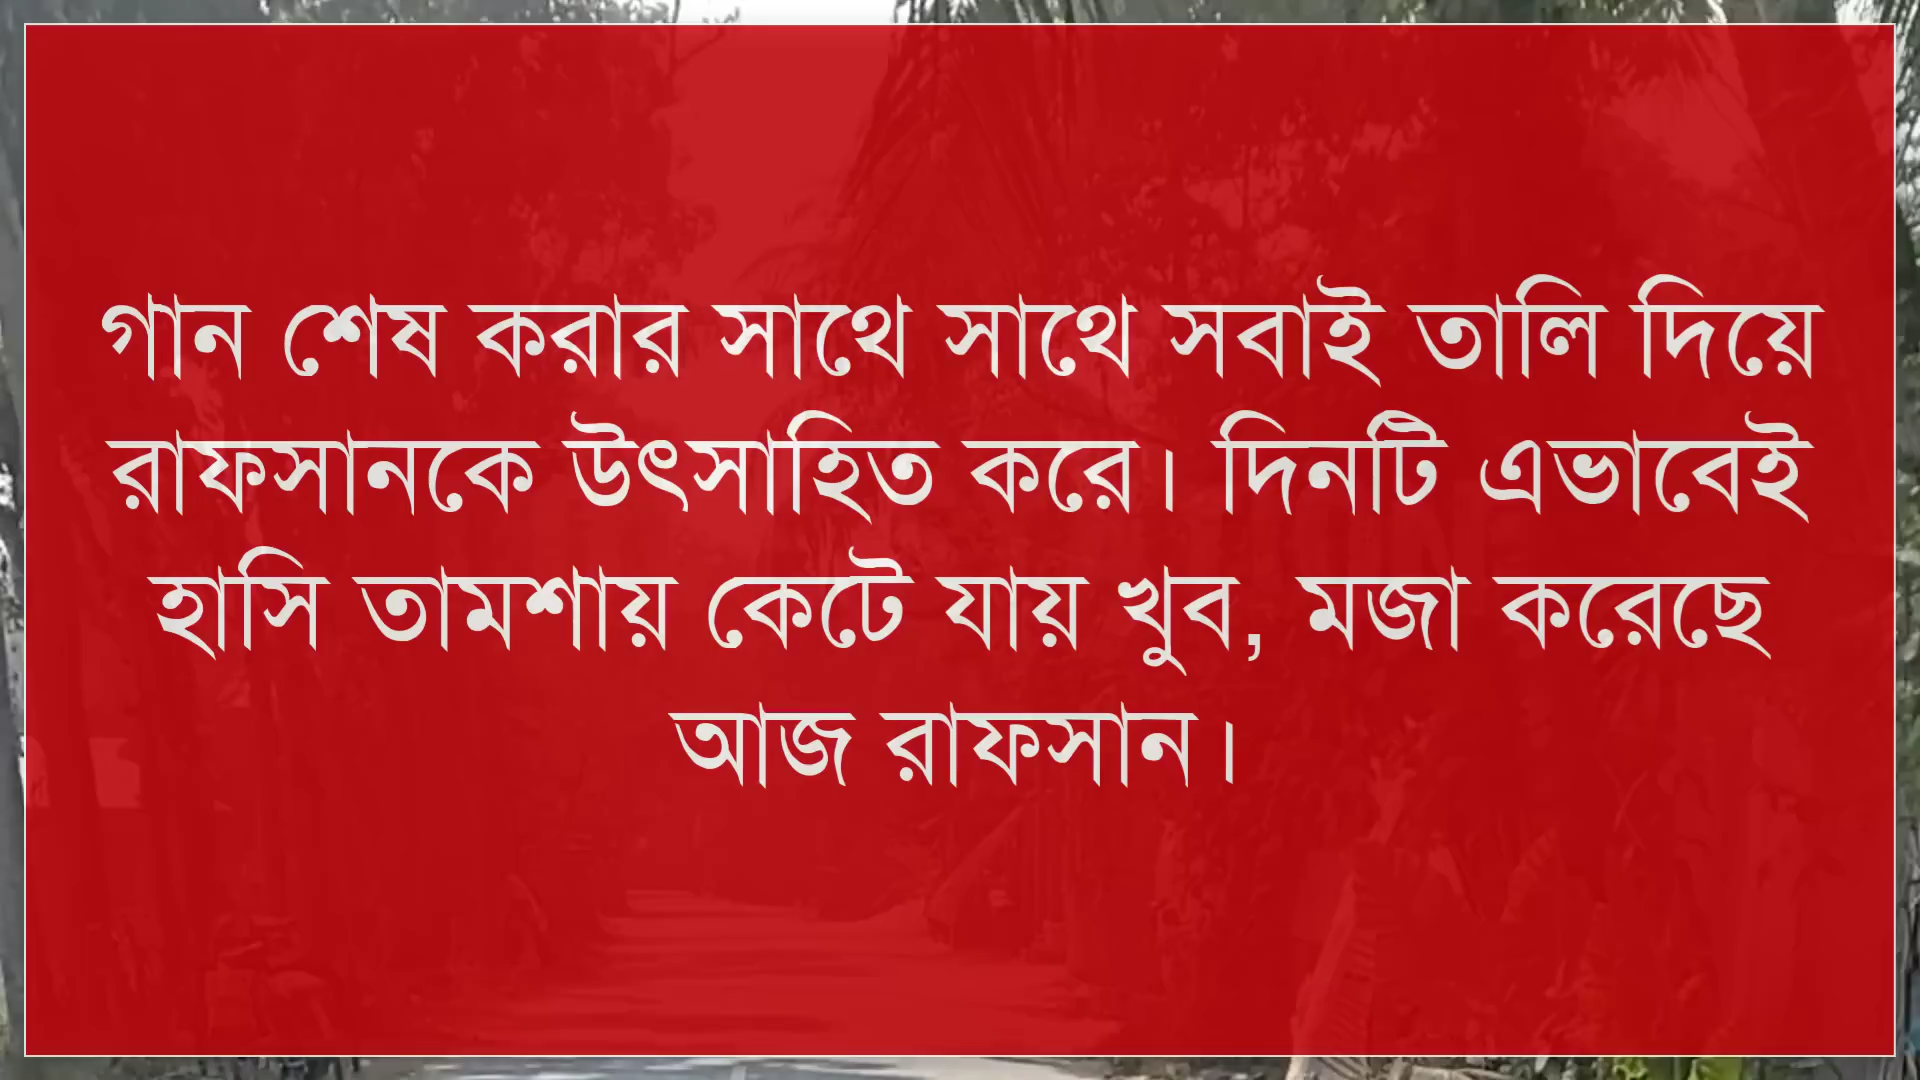 গান শেষ করার সাথে সাথে সবাই তালি দিয়ে
রাফসানকে উৎসাহিত করে। দিনটি এভাবেই
হাসি তামশায় কেটে যায় খুব, মজা করেছে
আজ রাফসান।